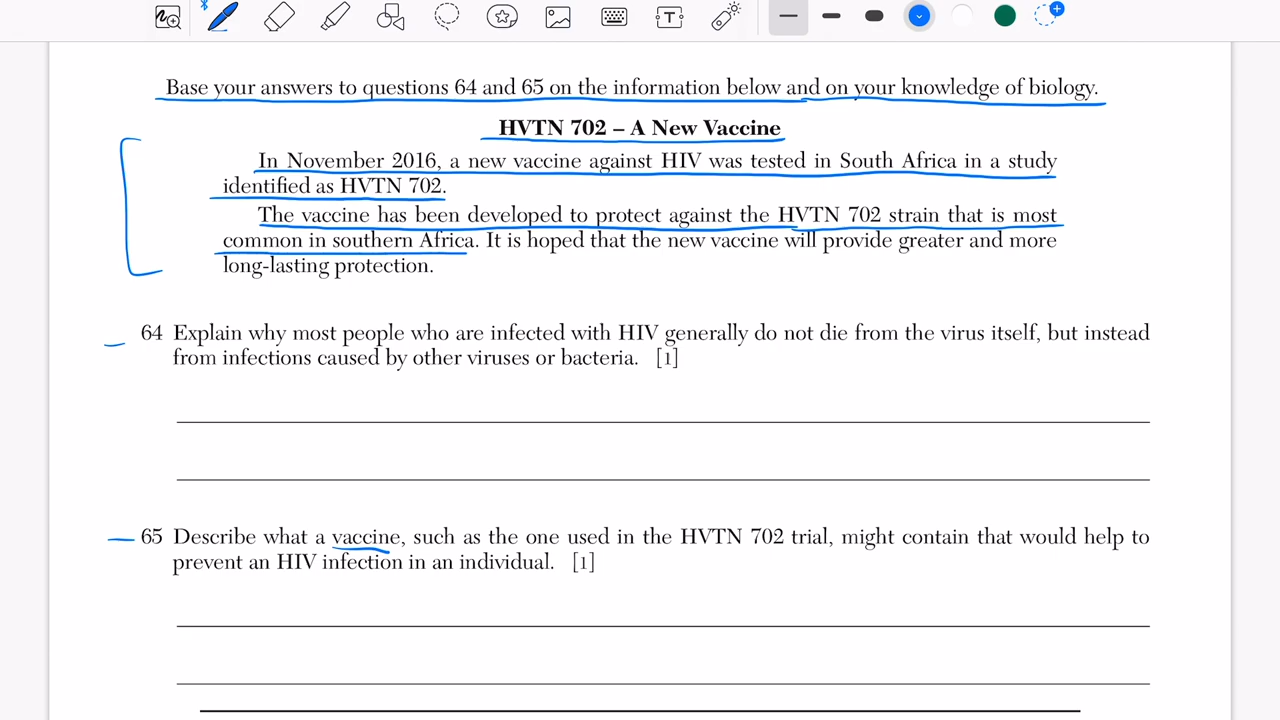 Base your answers to questions 64 and 65 on the information below and on your knowledge of biology.
HVTN 702 – A New Vaccine
In November 2016, a new vaccine against HIV was tested in South Africa in a study
identified as HVTN 702.
The vaccine has been developed to protect against the HVTN 702 strain that is most
common in southern Africa. It is hoped that the new vaccine will provide greater and more
long-lasting protection.
64 Explain why most people who are infected with HIV generally do not die from the virus itself, but instead
from infections caused by other viruses or bacteria. [1]
65 Describe what a vaccine, such as the one used in the HVTN 702 trial, might contain that would help to
prevent an HIV infection in an individual. [1]